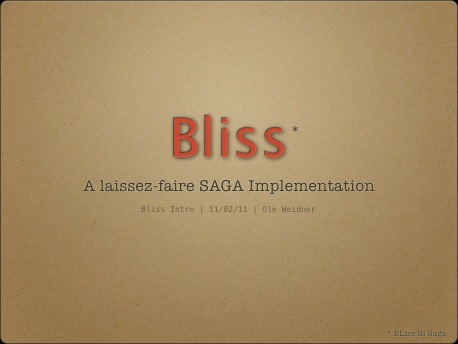 Bliss*
A laissez-faire SAGA Implementation
Bliss Intro | 11/02/11 | Ole Weidner
* BLiss IS Saga